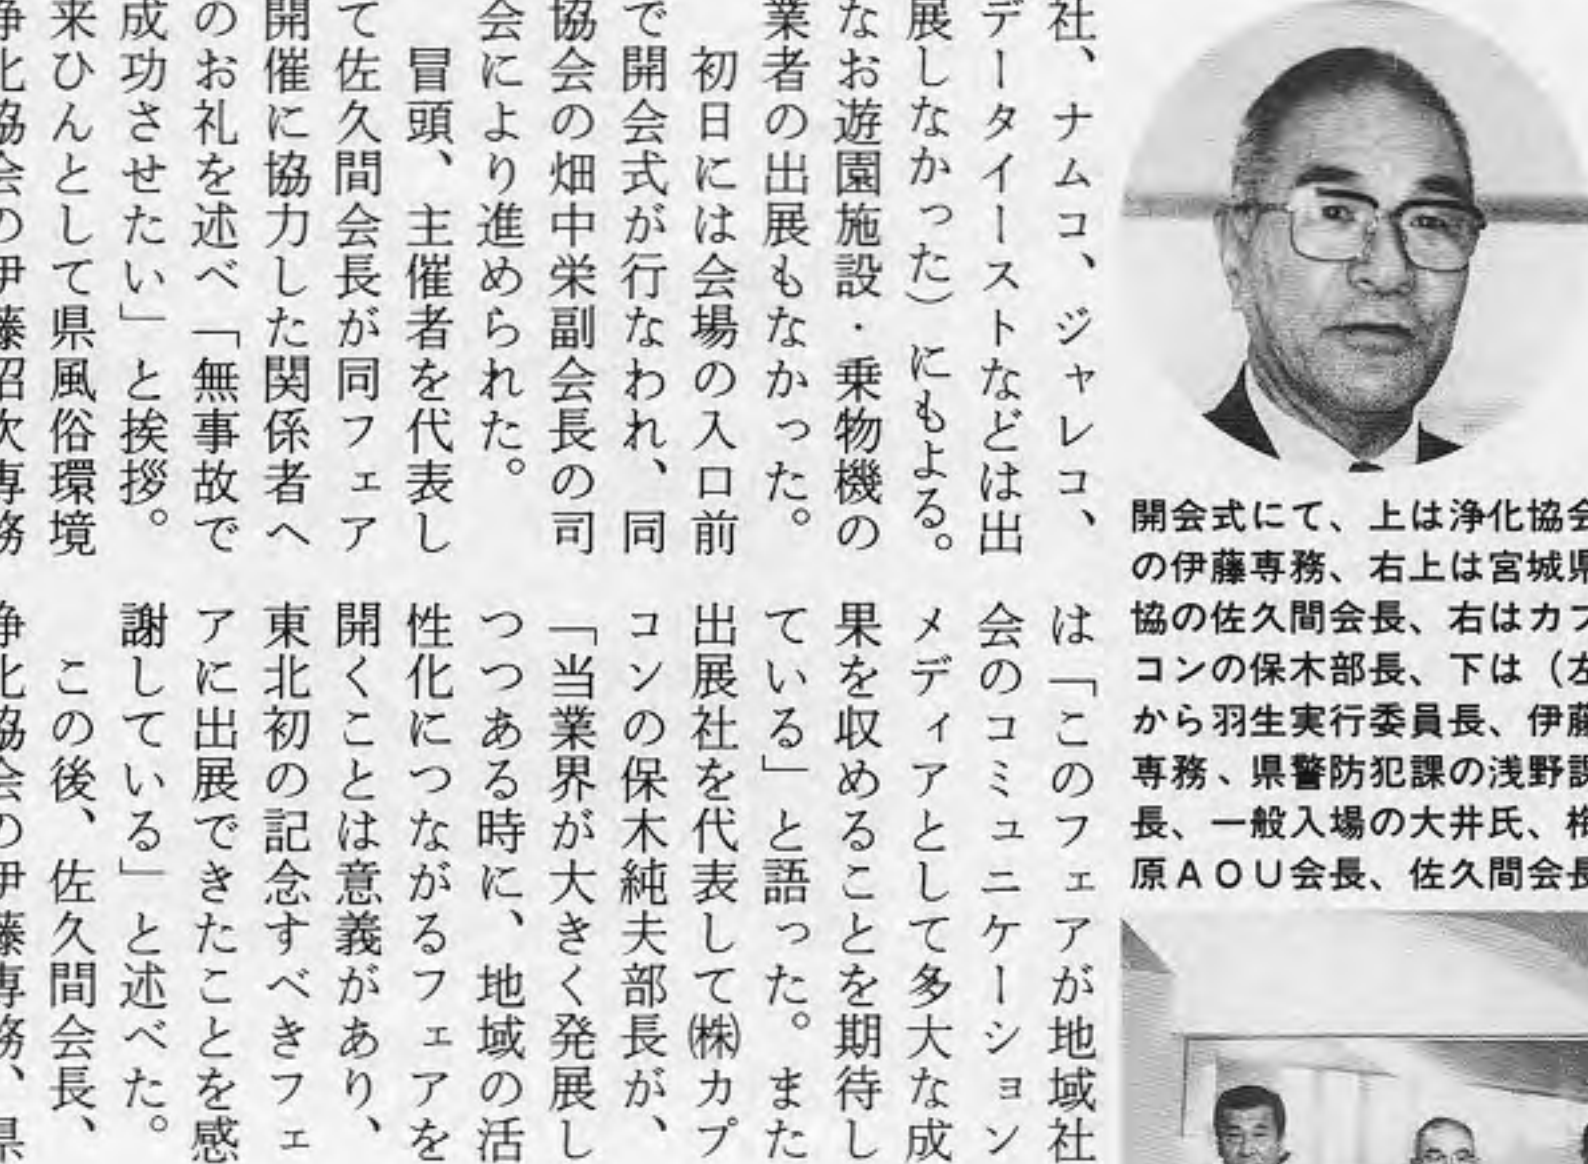 社、ナムコ、ジャレコ、
データイーストなどは出
展しなかった）にもよる。
なお遊園施設・乗物機の
業者の出展もなかった。
初日には会場の入口前
で開会式が行なわれ、同
協会の畑中栄副会長の司
会により進められた。
冒頭、主催者を代表し
て佐久間会長が同フェア
開催に協力した関係者へ
のお礼を述べ「無事故で
成功させたい」と挨拶。
来ひんとして県風俗環境
浄化協会の伊藤昭次専務
は「このフェアが地域社
会のコミュニケーション
メディアとして多大な成
果を収めることを期待し
ている」と語った。また
出展社を代表して㈱カプ
コンの保木純夫部長が、
「当業界が大きく発展し
つつある時に、地域の活
性化につながるフェアを
開くことは意義があり、
東北初の記念すべきフェ
アに出展できたことを感
謝している」と述べた。
この後、佐久間会長、
浄化協会の伊藤専務、県
開会式にて、上は浄化協会
の伊藤専務、右上は宮城県
協の佐久間会長、右はカプ
コンの保木部長、下は（左
から羽生実行委員長、伊藤
専務、県警防犯課の浅野課
長、一般入場の大井氏、梅
原ＡＯＵ会長、佐久間会長